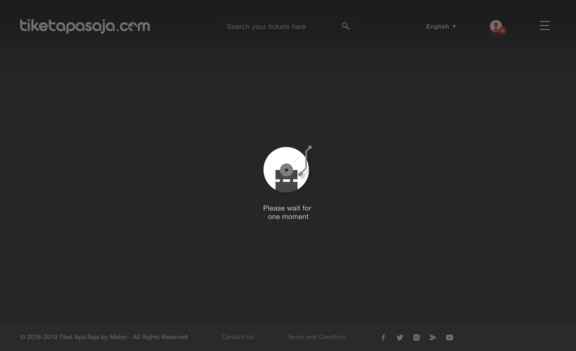 tiketapasaja.com
Search your tickets here
English
Please wait for
one moment
© 2016-2019 Tiket Apa Saja by Melon - All Rights Reserved
Contact Us
Terms and Condition